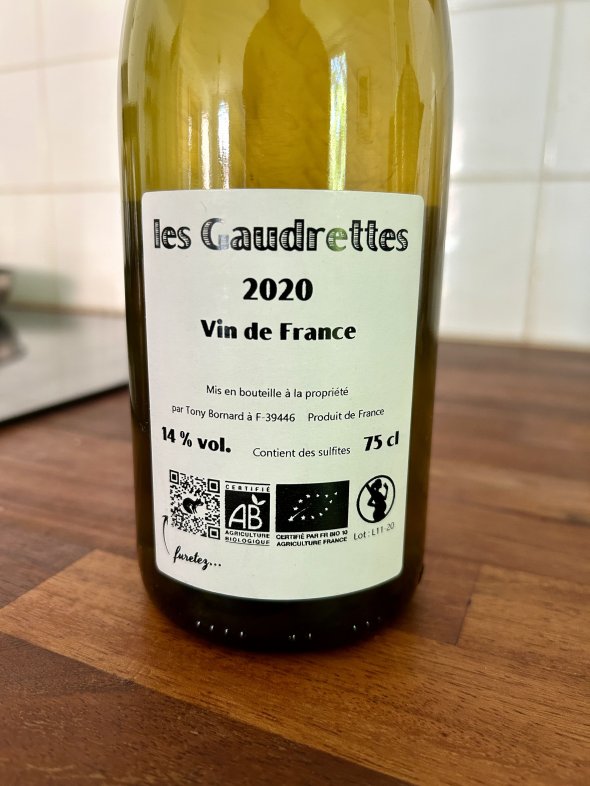 les Gaudrettes
2020
Vin de France
Mis en bouteille à la propriété
par Tony Bornard à F-39446 Produit de France
14 % vol. Contient des sulfites 75 cl
CERTIFIÉ
AB
AGRICULTURE
BIOLOGIQUE
CERTIFIÉ PAR FR BIO 10
AGRICULTURE FRANCE
Lot : L11-20
furetez...